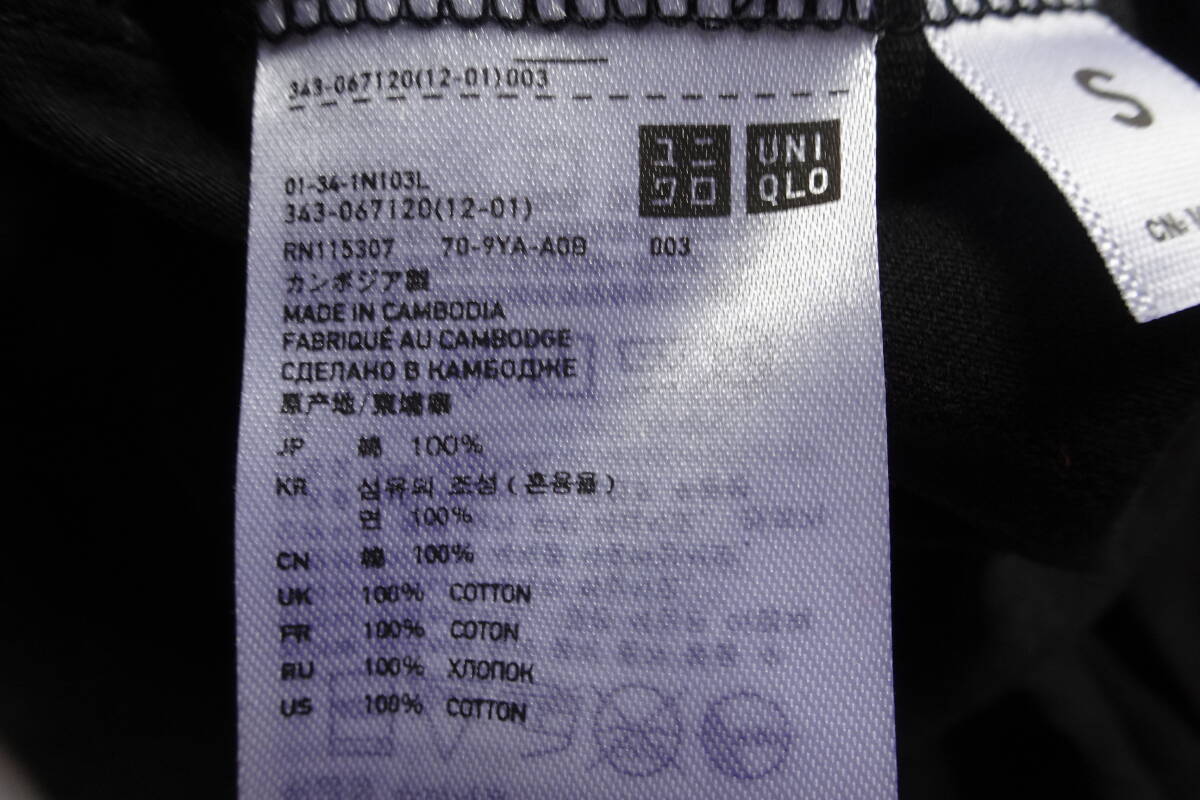 343-067120(12-01)003
ユニ
クロ
UNI
QLO
S
01-34-1N103L
343-067120(12-01)
RN115307 70-9YA-A0B 003
カンボジア製
MADE IN CAMBODIA
FABRIQUÉ AU CAMBODGE
СДЕЛАНО В КАМБОДЖЕ
原产地/柬埔寨
JP 綿 100%
KR 섬유의 조성 ( 혼용율 )
면 100%
CN 棉 100%
UK 100% COTTON
FR 100% COTON
RU 100% ХЛОПОК
US 100% COTTON